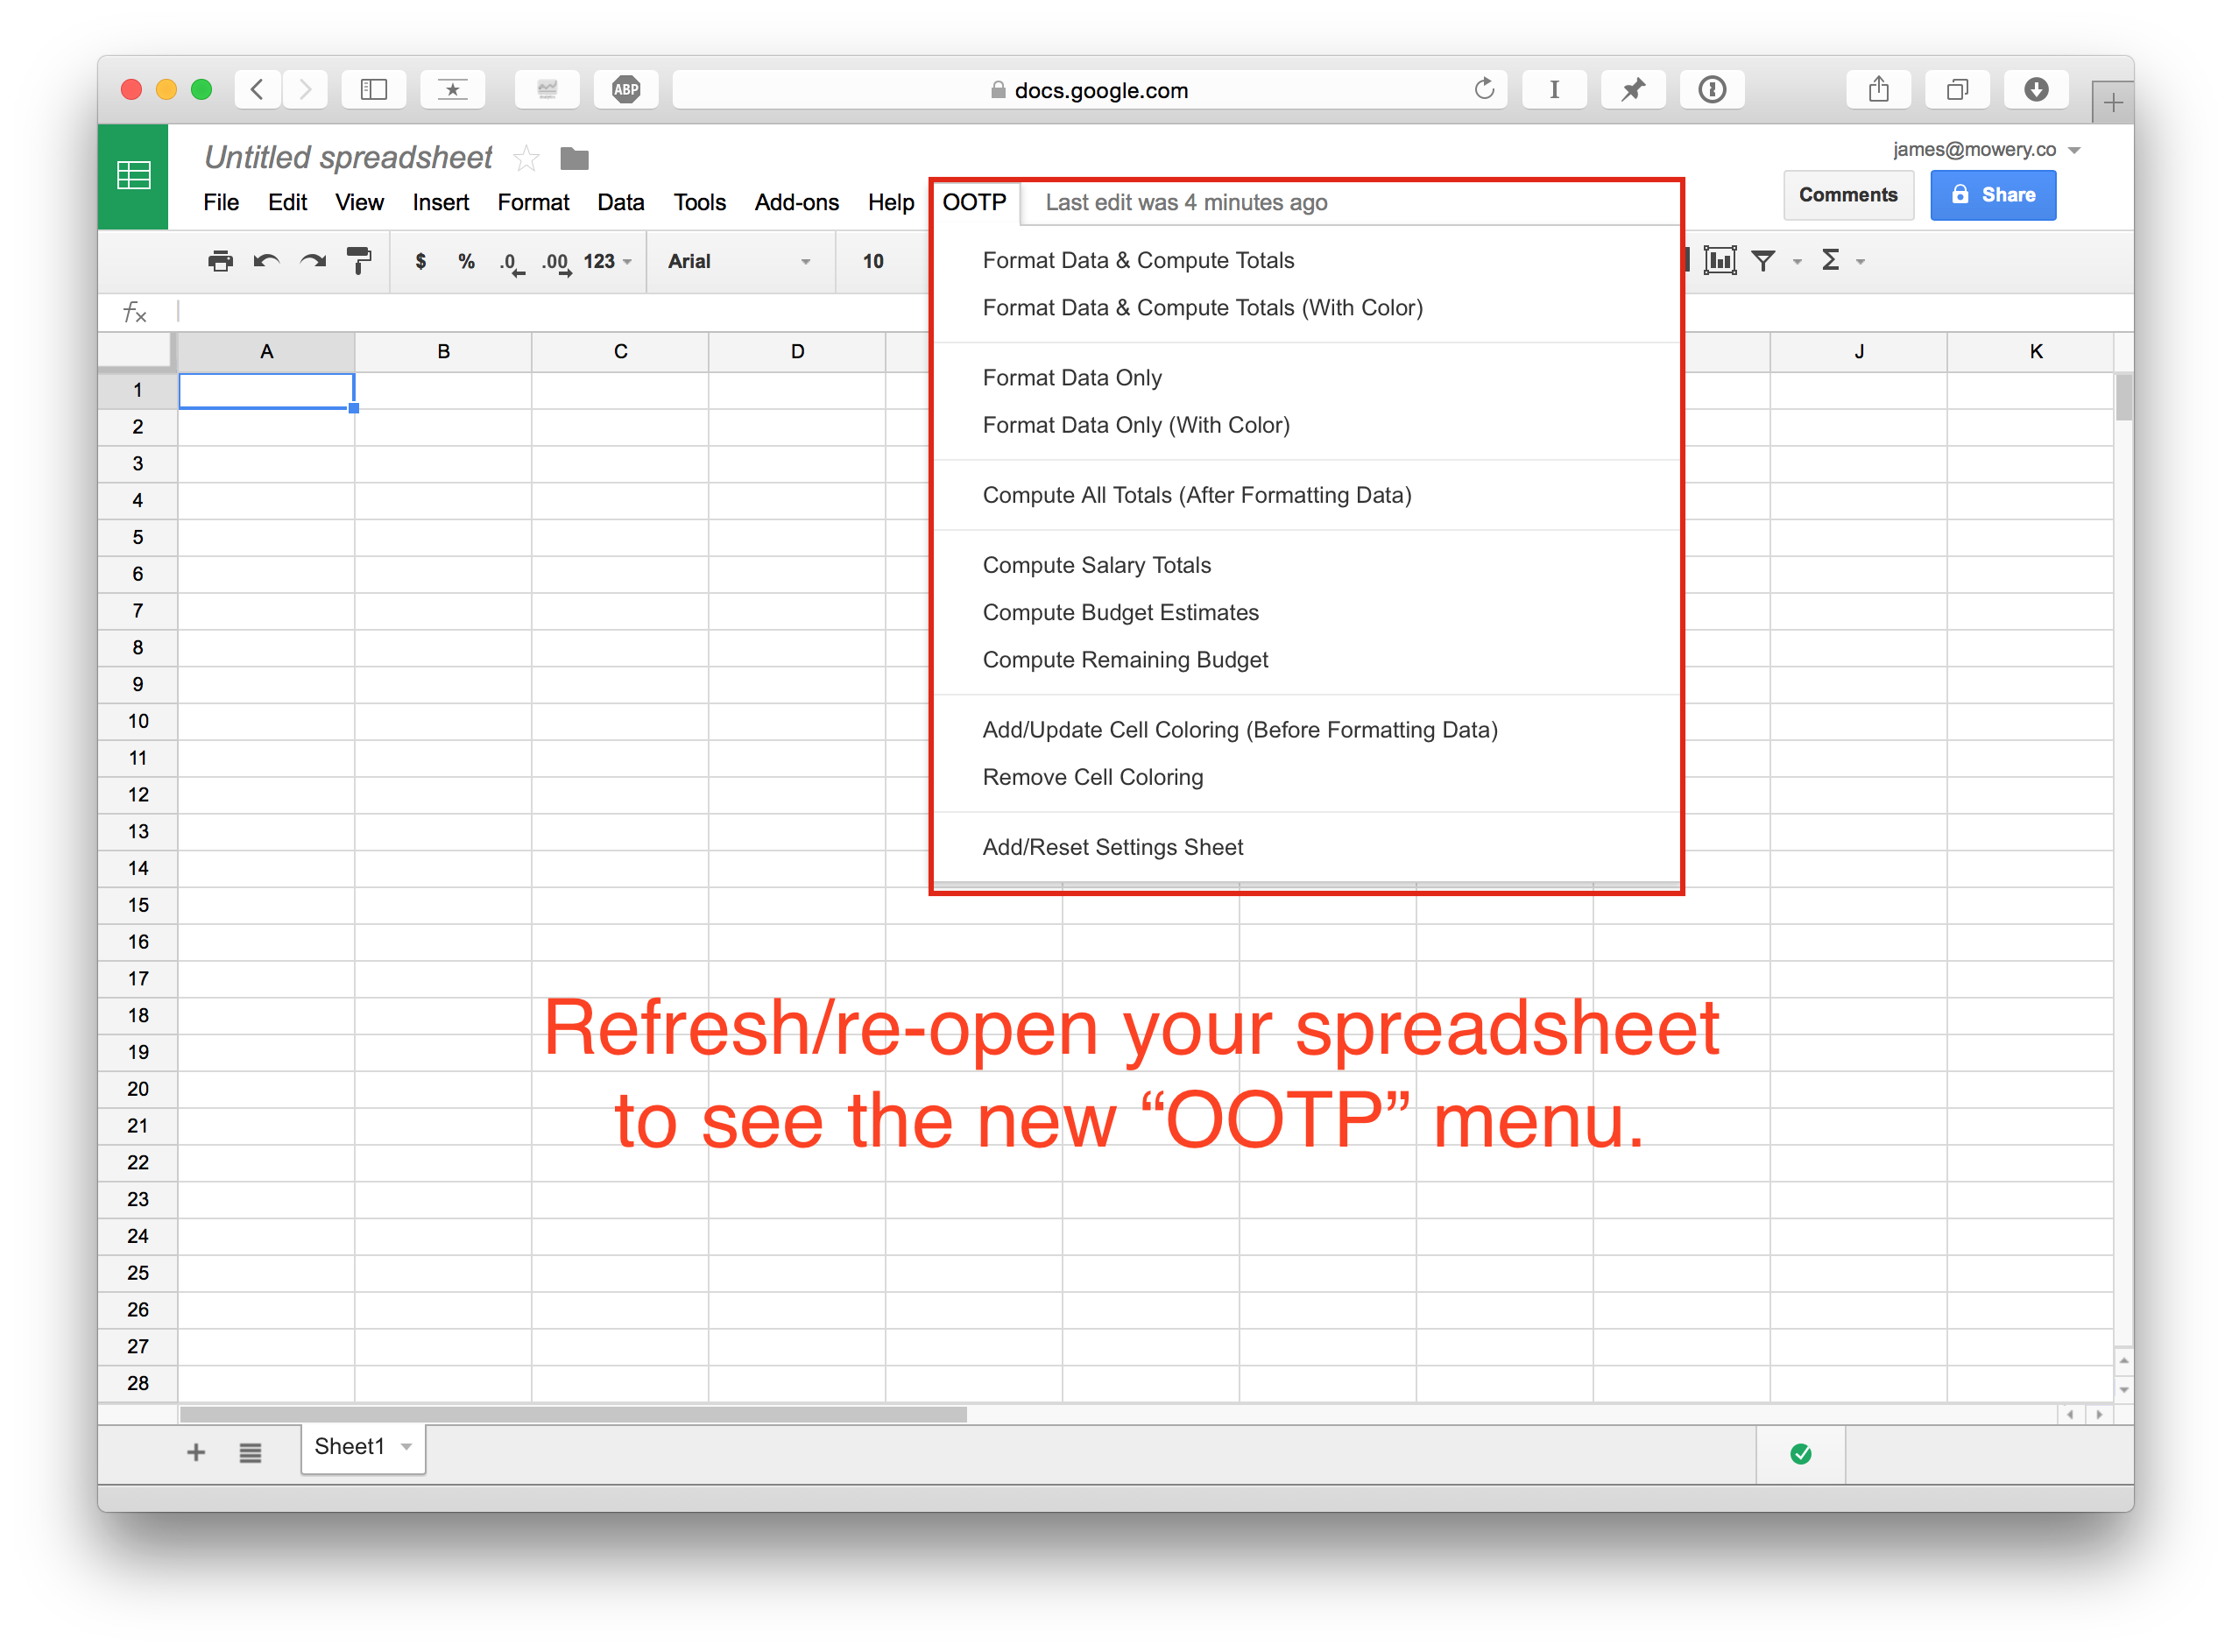 ABP
docs.google.com
Untitled spreadsheet
james@mowery.co
File Edit View Insert Format Data Tools Add-ons Help OOTP Last edit was 4 minutes ago
Comments
Share
$ % .0 .00 123 Arial 10
Σ
fx
A B C D J K
1
2
3
4
5
6
7
8
9
10
11
12
13
14
15
16
17
18
19
20
21
22
23
24
25
26
27
28
Format Data & Compute Totals
Format Data & Compute Totals (With Color)
Format Data Only
Format Data Only (With Color)
Compute All Totals (After Formatting Data)
Compute Salary Totals
Compute Budget Estimates
Compute Remaining Budget
Add/Update Cell Coloring (Before Formatting Data)
Remove Cell Coloring
Add/Reset Settings Sheet
Refresh/re-open your spreadsheet
to see the new “OOTP” menu.
Sheet1